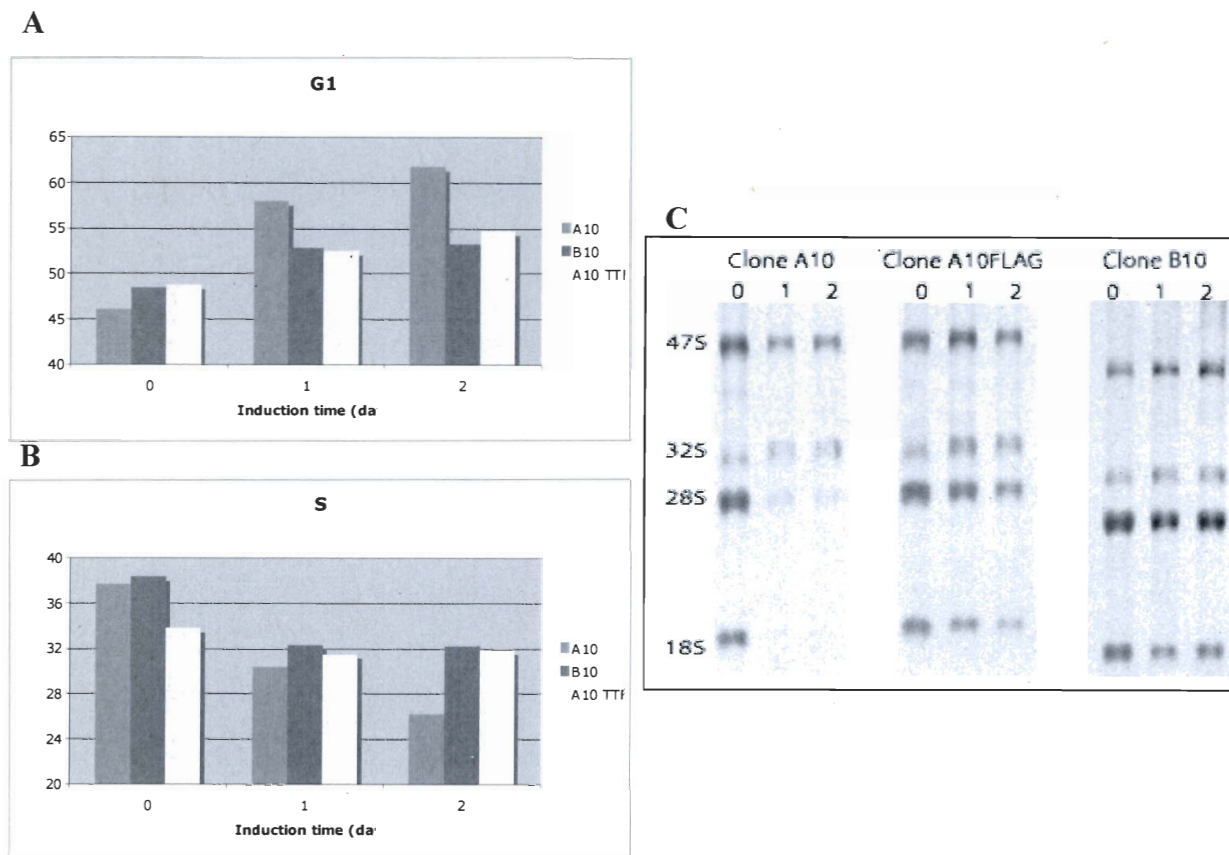 A
G1
65
60
55
50
45
40
0 1 2
Induction time (da
A10
B10
A10 TTF
B
S
40
36
32
28
24
20
0 1 2
Induction time (da
A10
B10
A10 TTF
C
Clone A10 Clone A10FLAG Clone B10
0 1 2 0 1 2 0 1 2
47S
32S
28S
18S